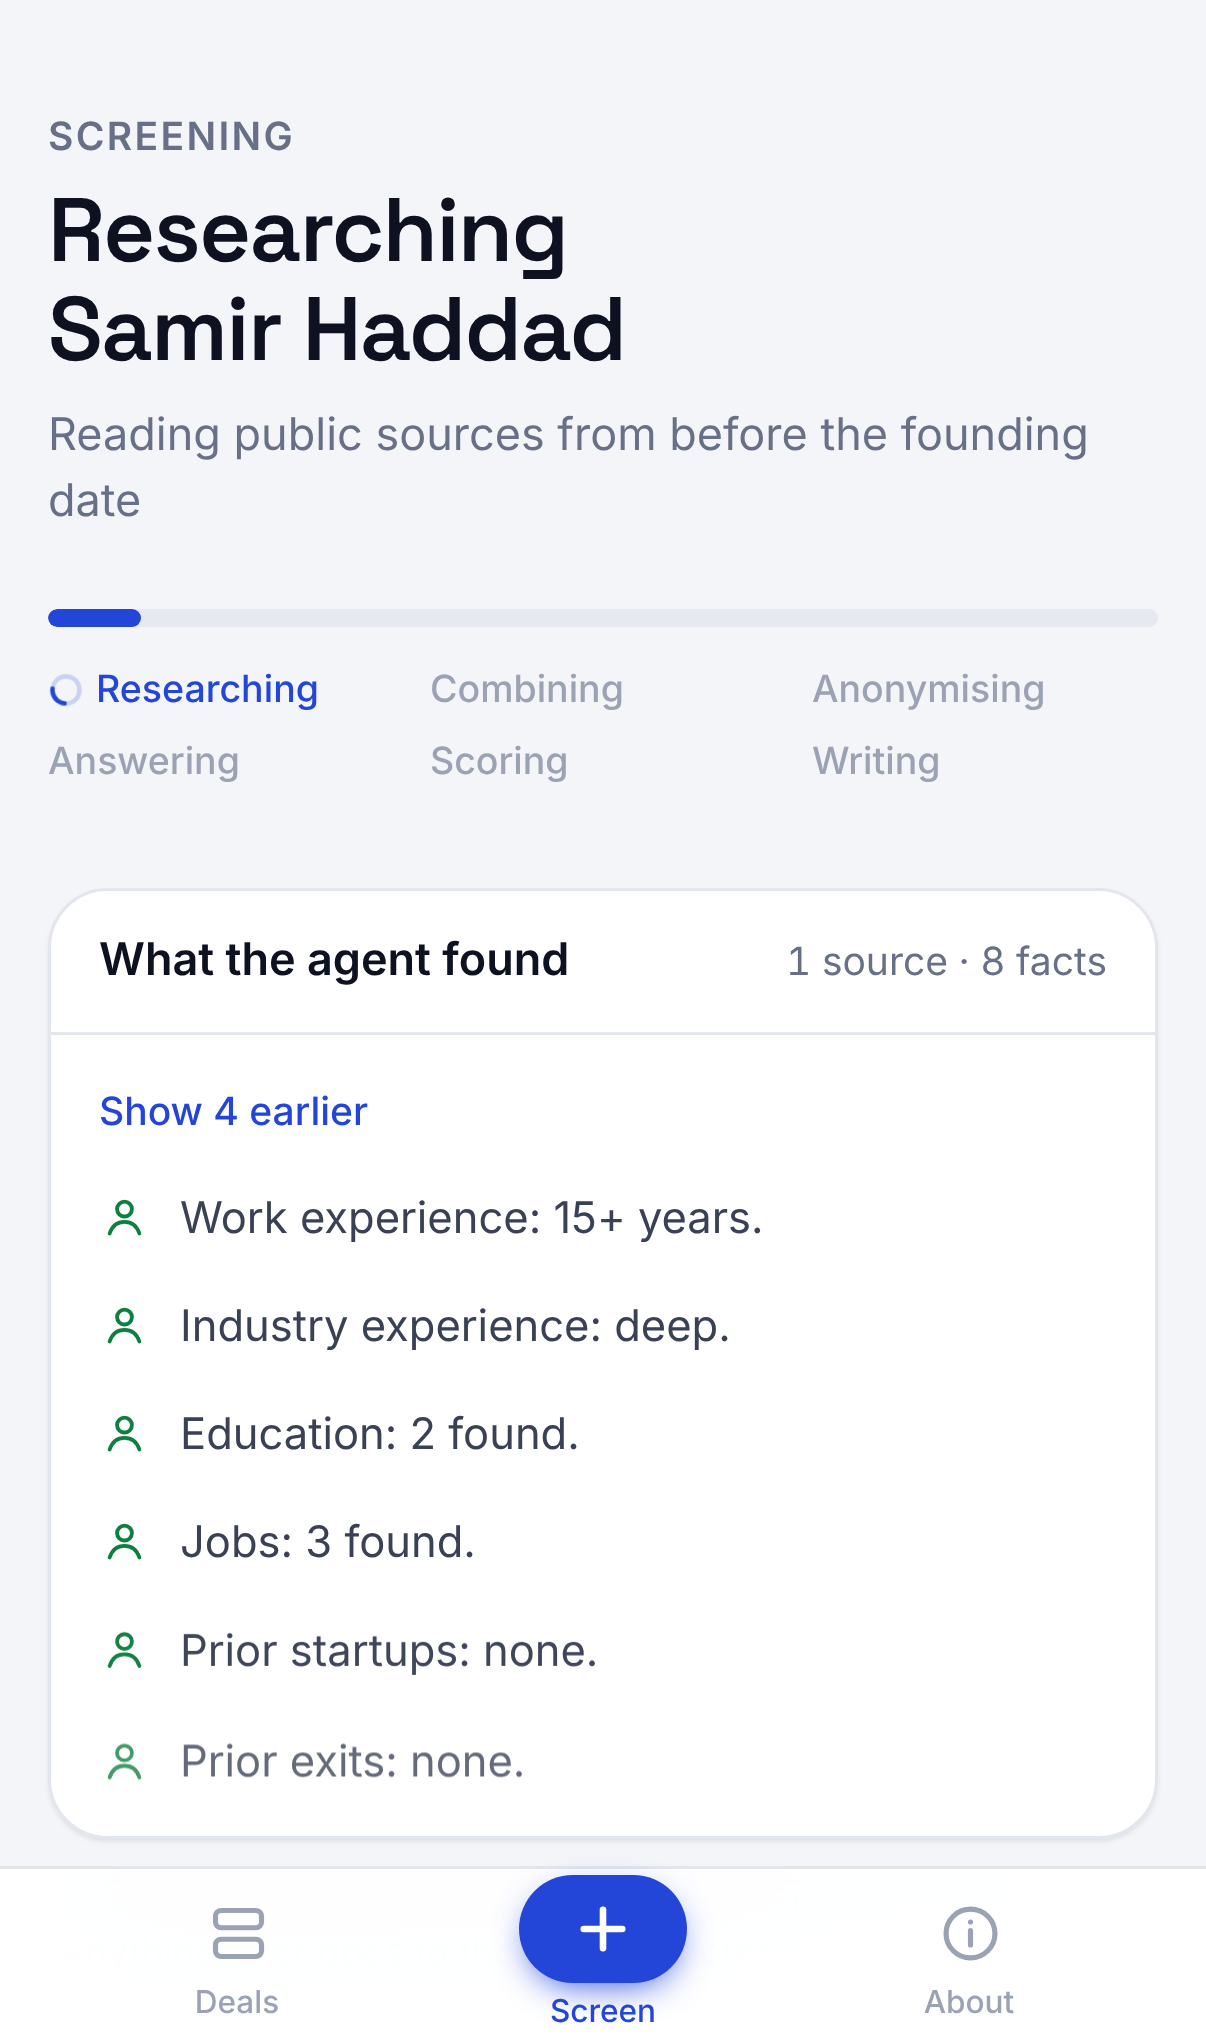 SCREENING
Researching
Samir Haddad
Reading public sources from before the founding
date
Researching Combining Anonymising
Answering Scoring Writing
What the agent found 1 source · 8 facts
Show 4 earlier
Work experience: 15+ years.
Industry experience: deep.
Education: 2 found.
Jobs: 3 found.
Prior startups: none.
Prior exits: none.
Deals Screen About